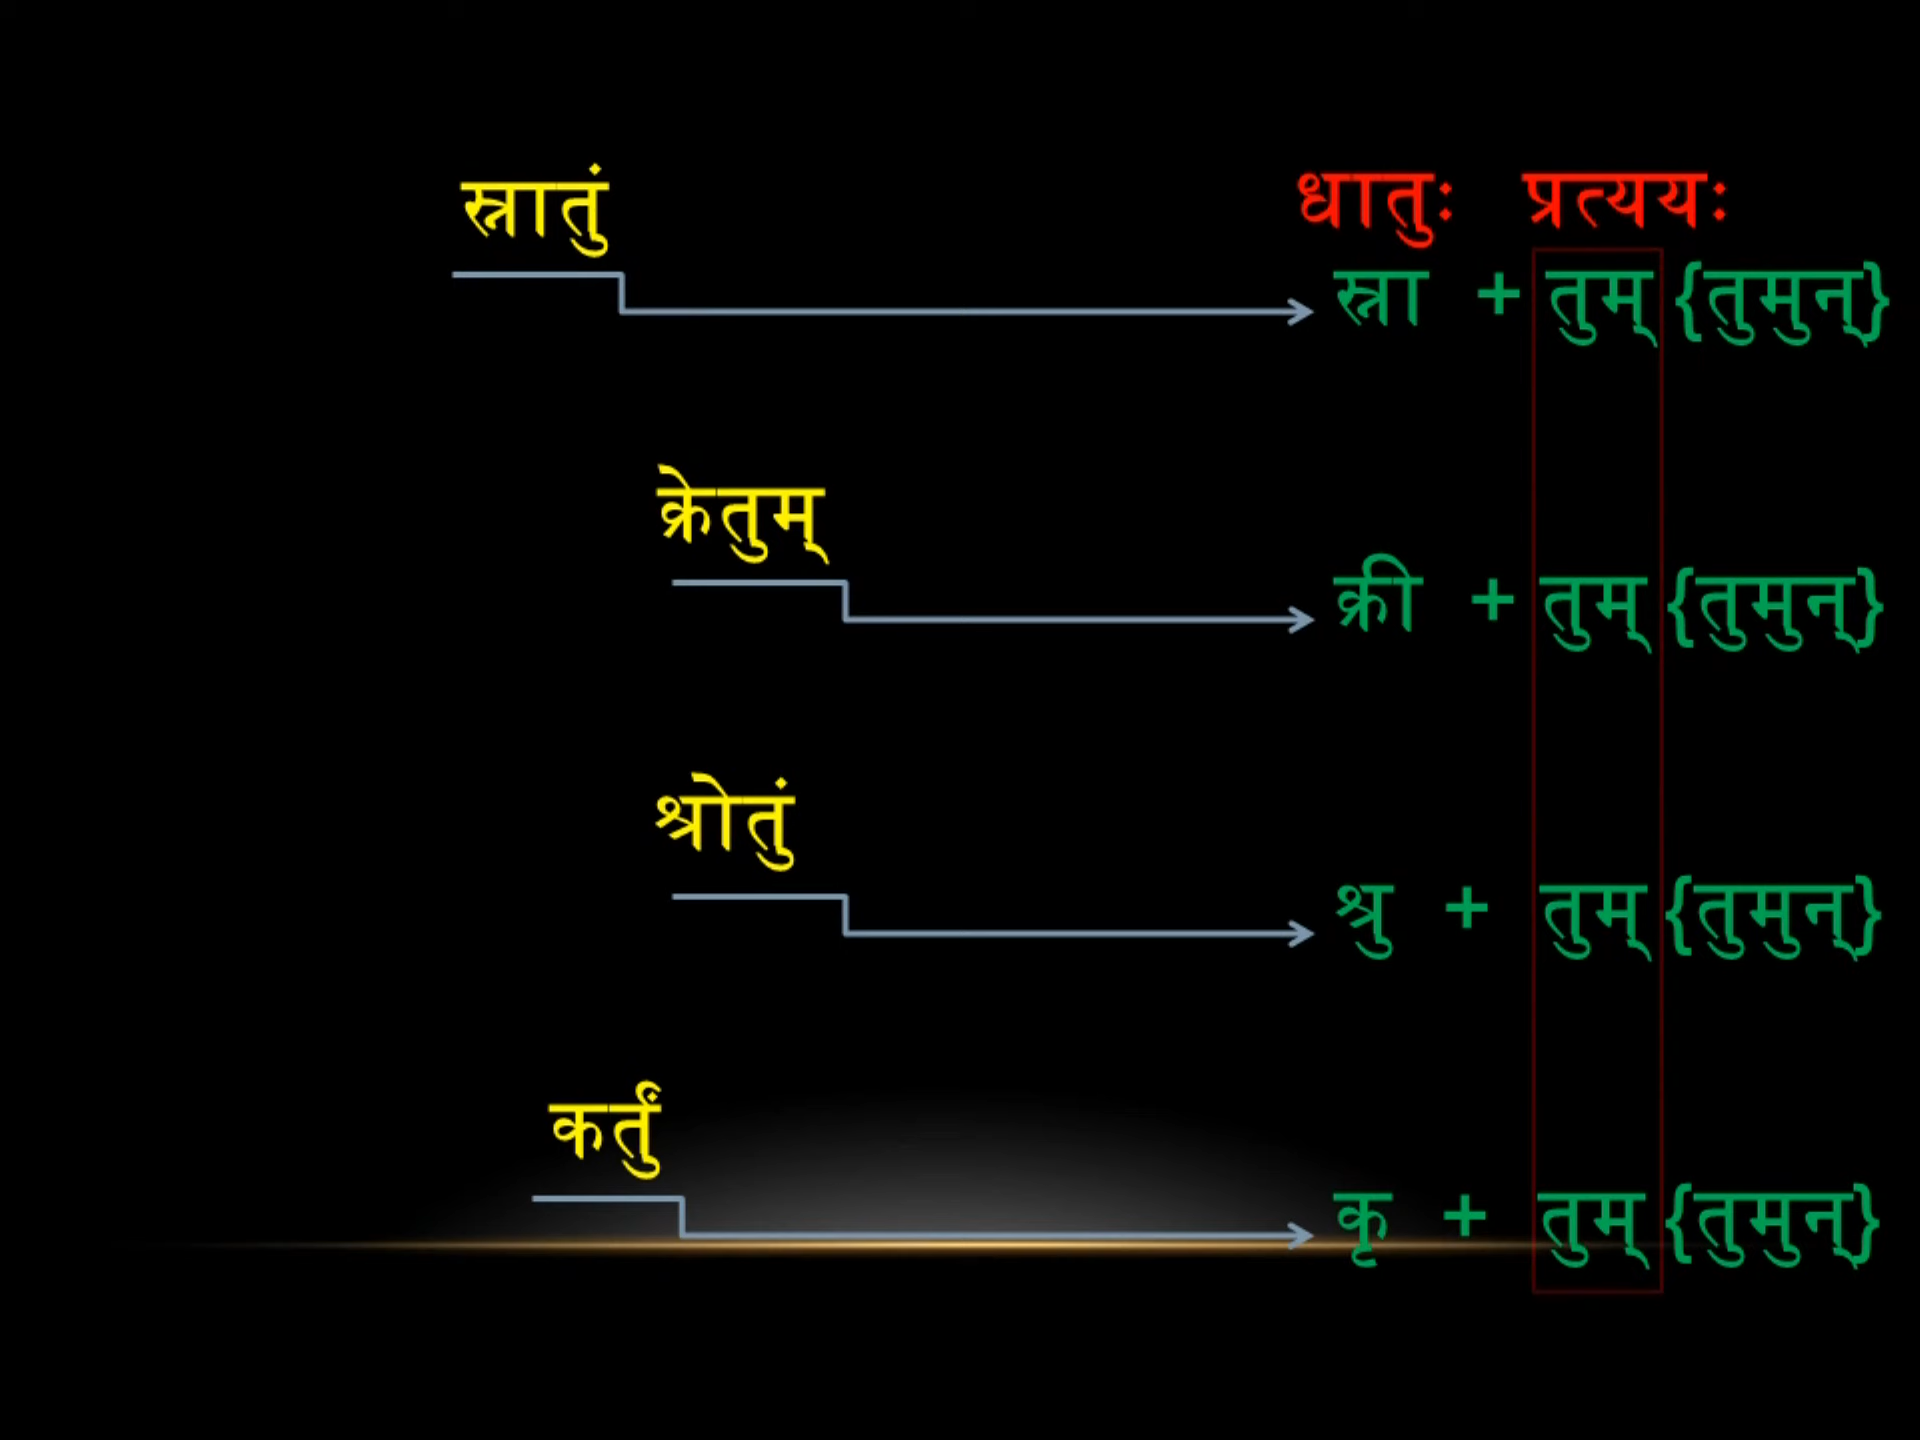 स्नातुं
धातुः प्रत्ययः
स्ना + तुम् {तुमुन्}
क्रेतुम्
क्री + तुम् {तुमुन्}
श्रोतुं
श्रु + तुम् {तुमुन्}
कर्तुं
कृ + तुम् {तुमुन्}